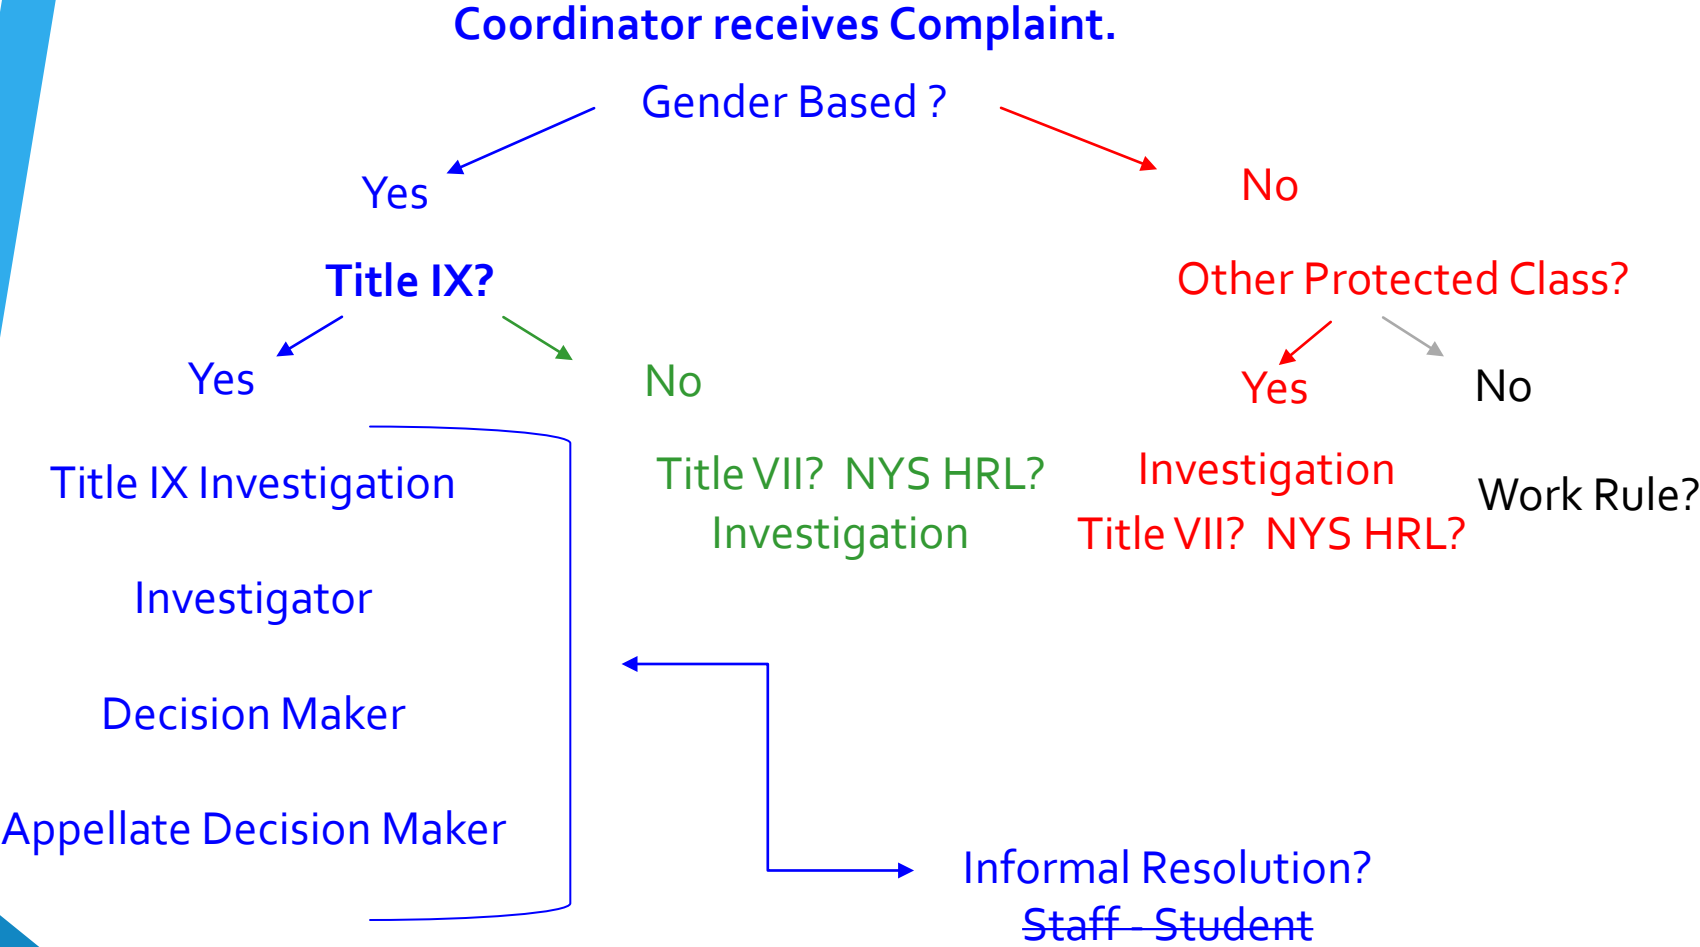 Coordinator receives Complaint.
Gender Based ?
Yes
No
Title IX?
Other Protected Class?
Yes
No
Yes
No
Title IX Investigation
Title VII? NYS HRL?
Investigation
Investigation
Title VII? NYS HRL?
Work Rule?
Investigator
Decision Maker
Appellate Decision Maker
Informal Resolution?
Staff - Student